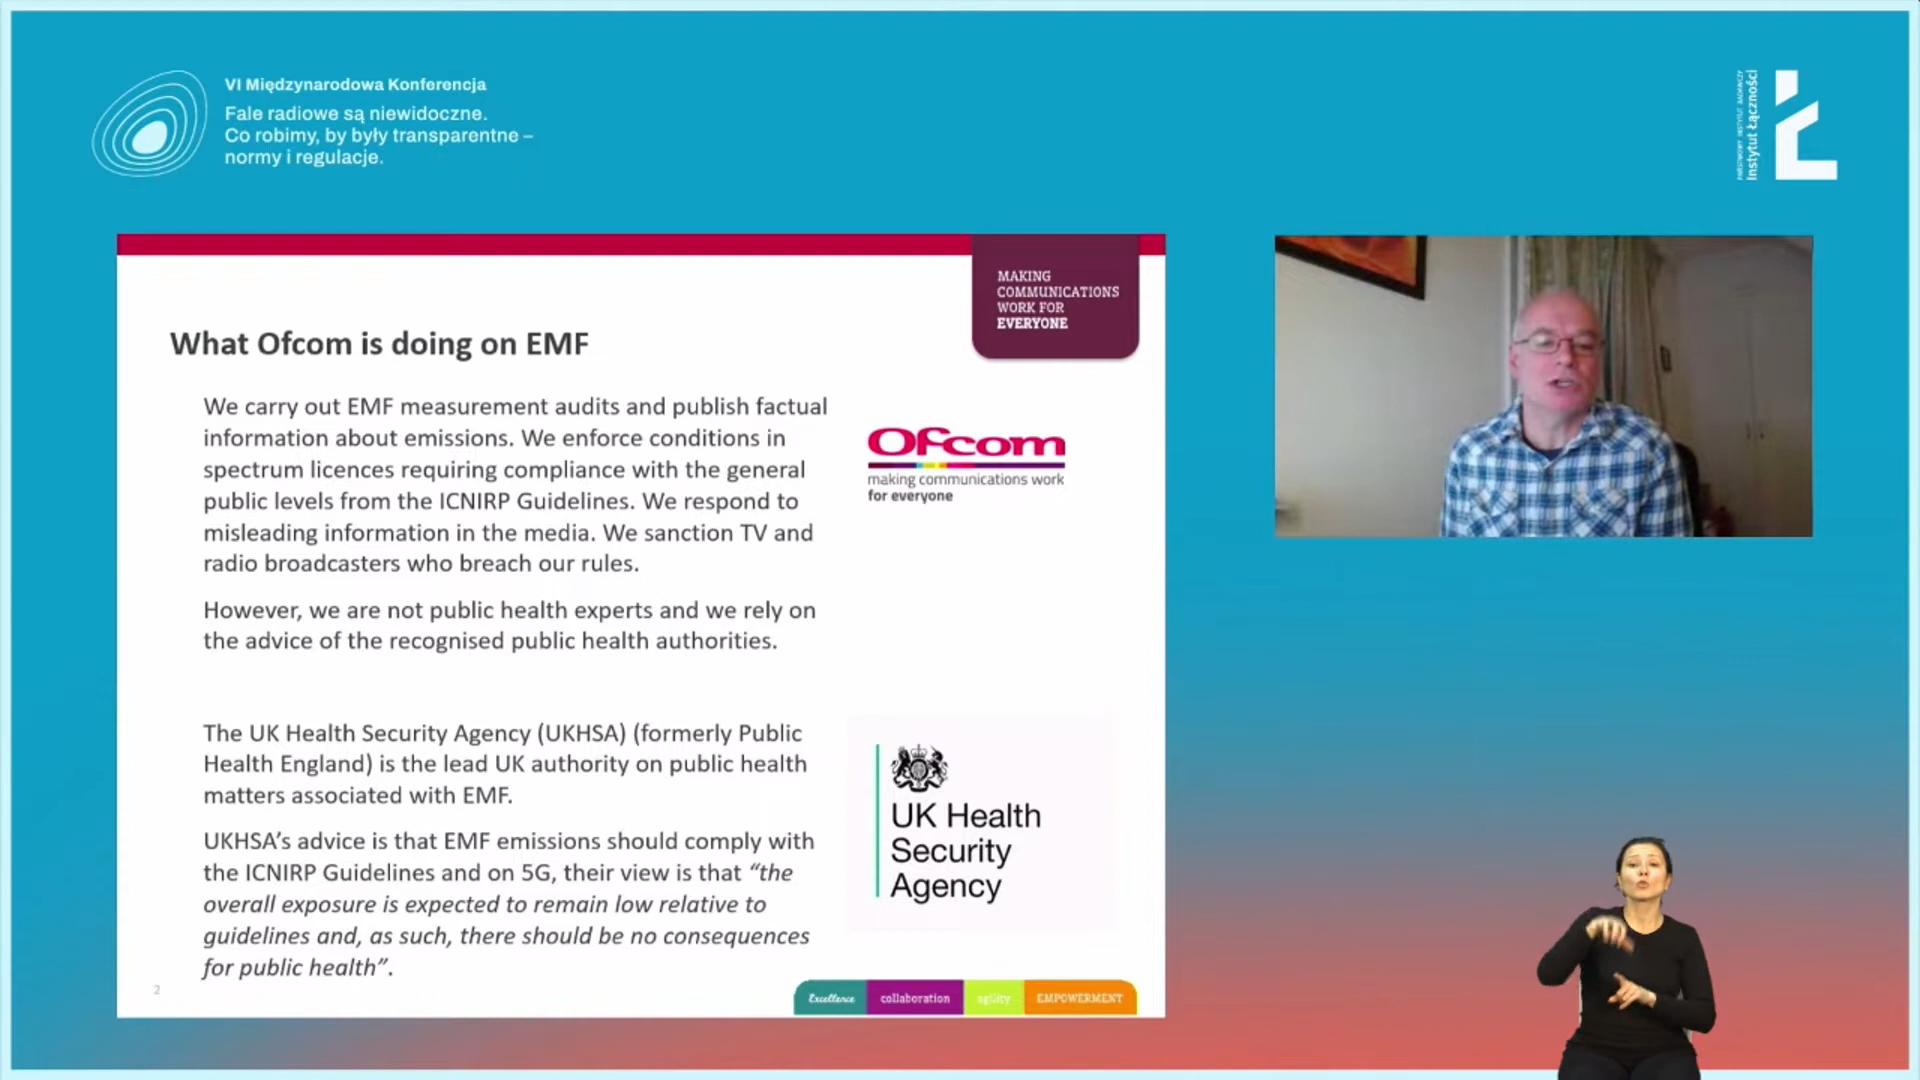 VI Międzynarodowa Konferencja
Fale radiowe są niewidoczne.
Co robimy, by były transparentne –
normy i regulacje.
PAŃSTWOWY INSTYTUT BADAWCZY
Instytut Łączności
MAKING
COMMUNICATIONS
WORK FOR
EVERYONE
What Ofcom is doing on EMF
We carry out EMF measurement audits and publish factual
information about emissions. We enforce conditions in
spectrum licences requiring compliance with the general
public levels from the ICNIRP Guidelines. We respond to
misleading information in the media. We sanction TV and
radio broadcasters who breach our rules.
However, we are not public health experts and we rely on
the advice of the recognised public health authorities.
Ofcom
making communications work
for everyone
The UK Health Security Agency (UKHSA) (formerly Public
Health England) is the lead UK authority on public health
matters associated with EMF.
UKHSA’s advice is that EMF emissions should comply with
the ICNIRP Guidelines and on 5G, their view is that “the
overall exposure is expected to remain low relative to
guidelines and, as such, there should be no consequences
for public health”.
UK Health
Security
Agency
2
Excellence collaboration agility EMPOWERMENT